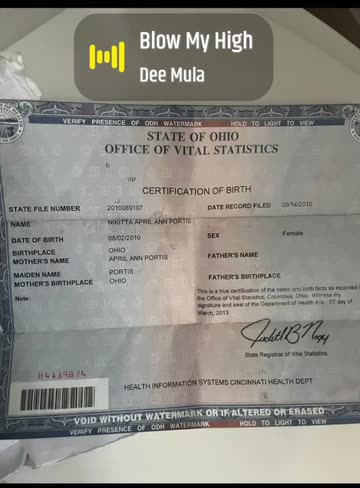 Blow My High
Dee Mula
VERIFY PRESENCE OF ODH WATERMARK HOLD TO LIGHT TO VIEW
STATE OF OHIO
OFFICE OF VITAL STATISTICS
CERTIFICATION OF BIRTH
STATE FILE NUMBER 2010080107 DATE RECORD FILED 09/14/2010
NAME NIKITTA APRIL ANN PORTIS
DATE OF BIRTH 08/02/2010 SEX Female
BIRTHPLACE OHIO
MOTHER'S NAME APRIL ANN PORTIS FATHER'S NAME
MAIDEN NAME PORTIS
MOTHER'S BIRTHPLACE OHIO FATHER'S BIRTHPLACE
Note:
This is a true certification of the name and birth facts as recorded in
the Office of Vital Statistics, Columbus, Ohio. Witness my
signature and seal of the Department of Health this 07 day of
March, 2013
State Registrar of Vital Statistics
HEALTH INFORMATION SYSTEMS CINCINNATI HEALTH DEPT
VOID WITHOUT WATERMARK OR IF ALTERED OR ERASED
VERIFY PRESENCE OF ODH WATERMARK HOLD TO LIGHT TO VIEW